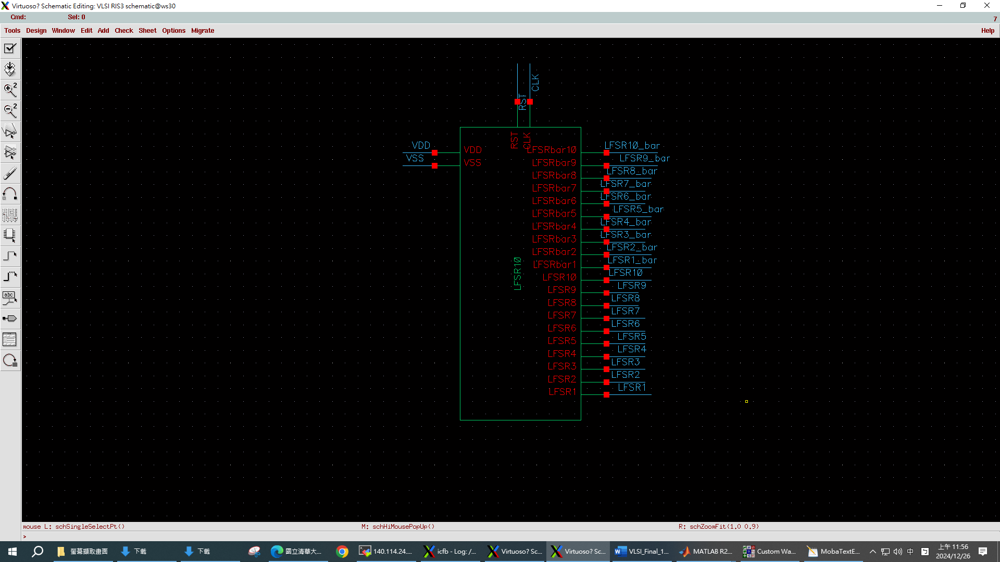 Virtuoso? Schematic Editing: VLSI RIS3 schematic@ws30
Cmd: Sel: 0
7
Tools Design Window Edit Add Check Sheet Options Migrate Help
2
2
abc
CLK
RST
RST
CLK
VDD
VSS
VDD
VSS
LFSR10
LFSRbar10
LFSRbar9
LFSRbar8
LFSRbar7
LFSRbar6
LFSRbar5
LFSRbar4
LFSRbar3
LFSRbar2
LFSRbar1
LFSR10
LFSR9
LFSR8
LFSR7
LFSR6
LFSR5
LFSR4
LFSR3
LFSR2
LFSR1
LFSR10_bar
LFSR9_bar
LFSR8_bar
LFSR7_bar
LFSR6_bar
LFSR5_bar
LFSR4_bar
LFSR3_bar
LFSR2_bar
LFSR1_bar
LFSR10
LFSR9
LFSR8
LFSR7
LFSR6
LFSR5
LFSR4
LFSR3
LFSR2
LFSR1
mouse L: schSingleSelectPt() M: schHiMousePopUp() R: schZoomFit(1.0 0.9)
>
螢幕擷取畫面 下載 下載 國立清華大... 140.114.24.... icfb - Log: /... Virtuoso? Sc... Virtuoso? Sc... VLSI_Final_1... MATLAB R2... Custom Wa... MobaTextE... 中 上午 11:56
2024/12/26